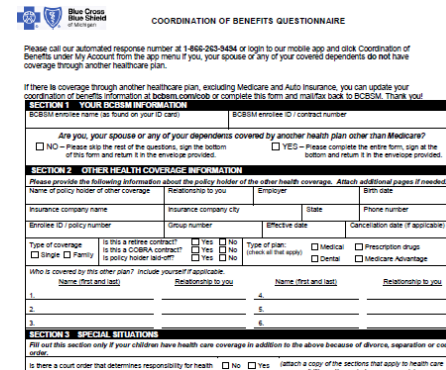 Blue Cross
Blue Shield
of Michigan
COORDINATION OF BENEFITS QUESTIONNAIRE
Please call our automated response number at 1-866-263-9494 or login to our mobile app and click Coordination of
Benefits under My Account from the app menu if you, your spouse or any of your covered dependents do not have
coverage through another healthcare plan.
If there is coverage through another healthcare plan, excluding Medicare and Auto Insurance, you can update your
coordination of benefits information at bcbsm.com/cob or complete this form and mail/fax back to BCBSM. Thank you!
SECTION 1 YOUR BCBSM INFORMATION
BCBSM enrollee name (as found on your ID card) BCBSM enrollee ID / contract number
Are you, your spouse or any of your dependents covered by another health plan other than Medicare?
NO – Please skip the rest of the questions, sign the bottom YES – Please complete the entire form, sign at the
of this form and return it in the envelope provided. bottom and return it in the envelope provided.
SECTION 2 OTHER HEALTH COVERAGE INFORMATION
Please provide the following information about the policy holder of the other health coverage. Attach additional pages if needed.
Name of policy holder of other coverage Relationship to you Employer Birth date
Insurance company name Insurance company city State Phone number
Enrollee ID / policy number Group number Effective date Cancellation date (if applicable)
Type of coverage Is this a retiree contract? Yes No Type of plan: Medical Prescription drugs
Single Family Is this a COBRA contract? Yes No (check all that apply) Dental Medicare Advantage
Is policy holder laid-off? Yes No
Who is covered by this other plan? Include yourself if applicable.
Name (first and last) Relationship to you Name (first and last) Relationship to you
1. 4.
2. 5.
3. 6.
SECTION 3 SPECIAL SITUATIONS
Fill out this section only if your children have health care coverage in addition to the above because of divorce, separation or
order.
Is there a court order that determines responsibility for health No Yes (attach a copy of the sections that apply to health care